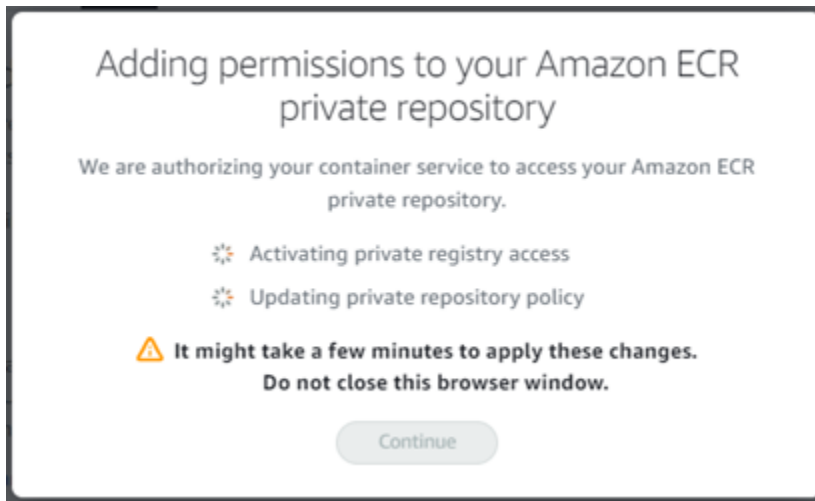 Adding permissions to your Amazon ECR
private repository
We are authorizing your container service to access your Amazon ECR
private repository.
Activating private registry access
Updating private repository policy
It might take a few minutes to apply these changes.
Do not close this browser window.
Continue